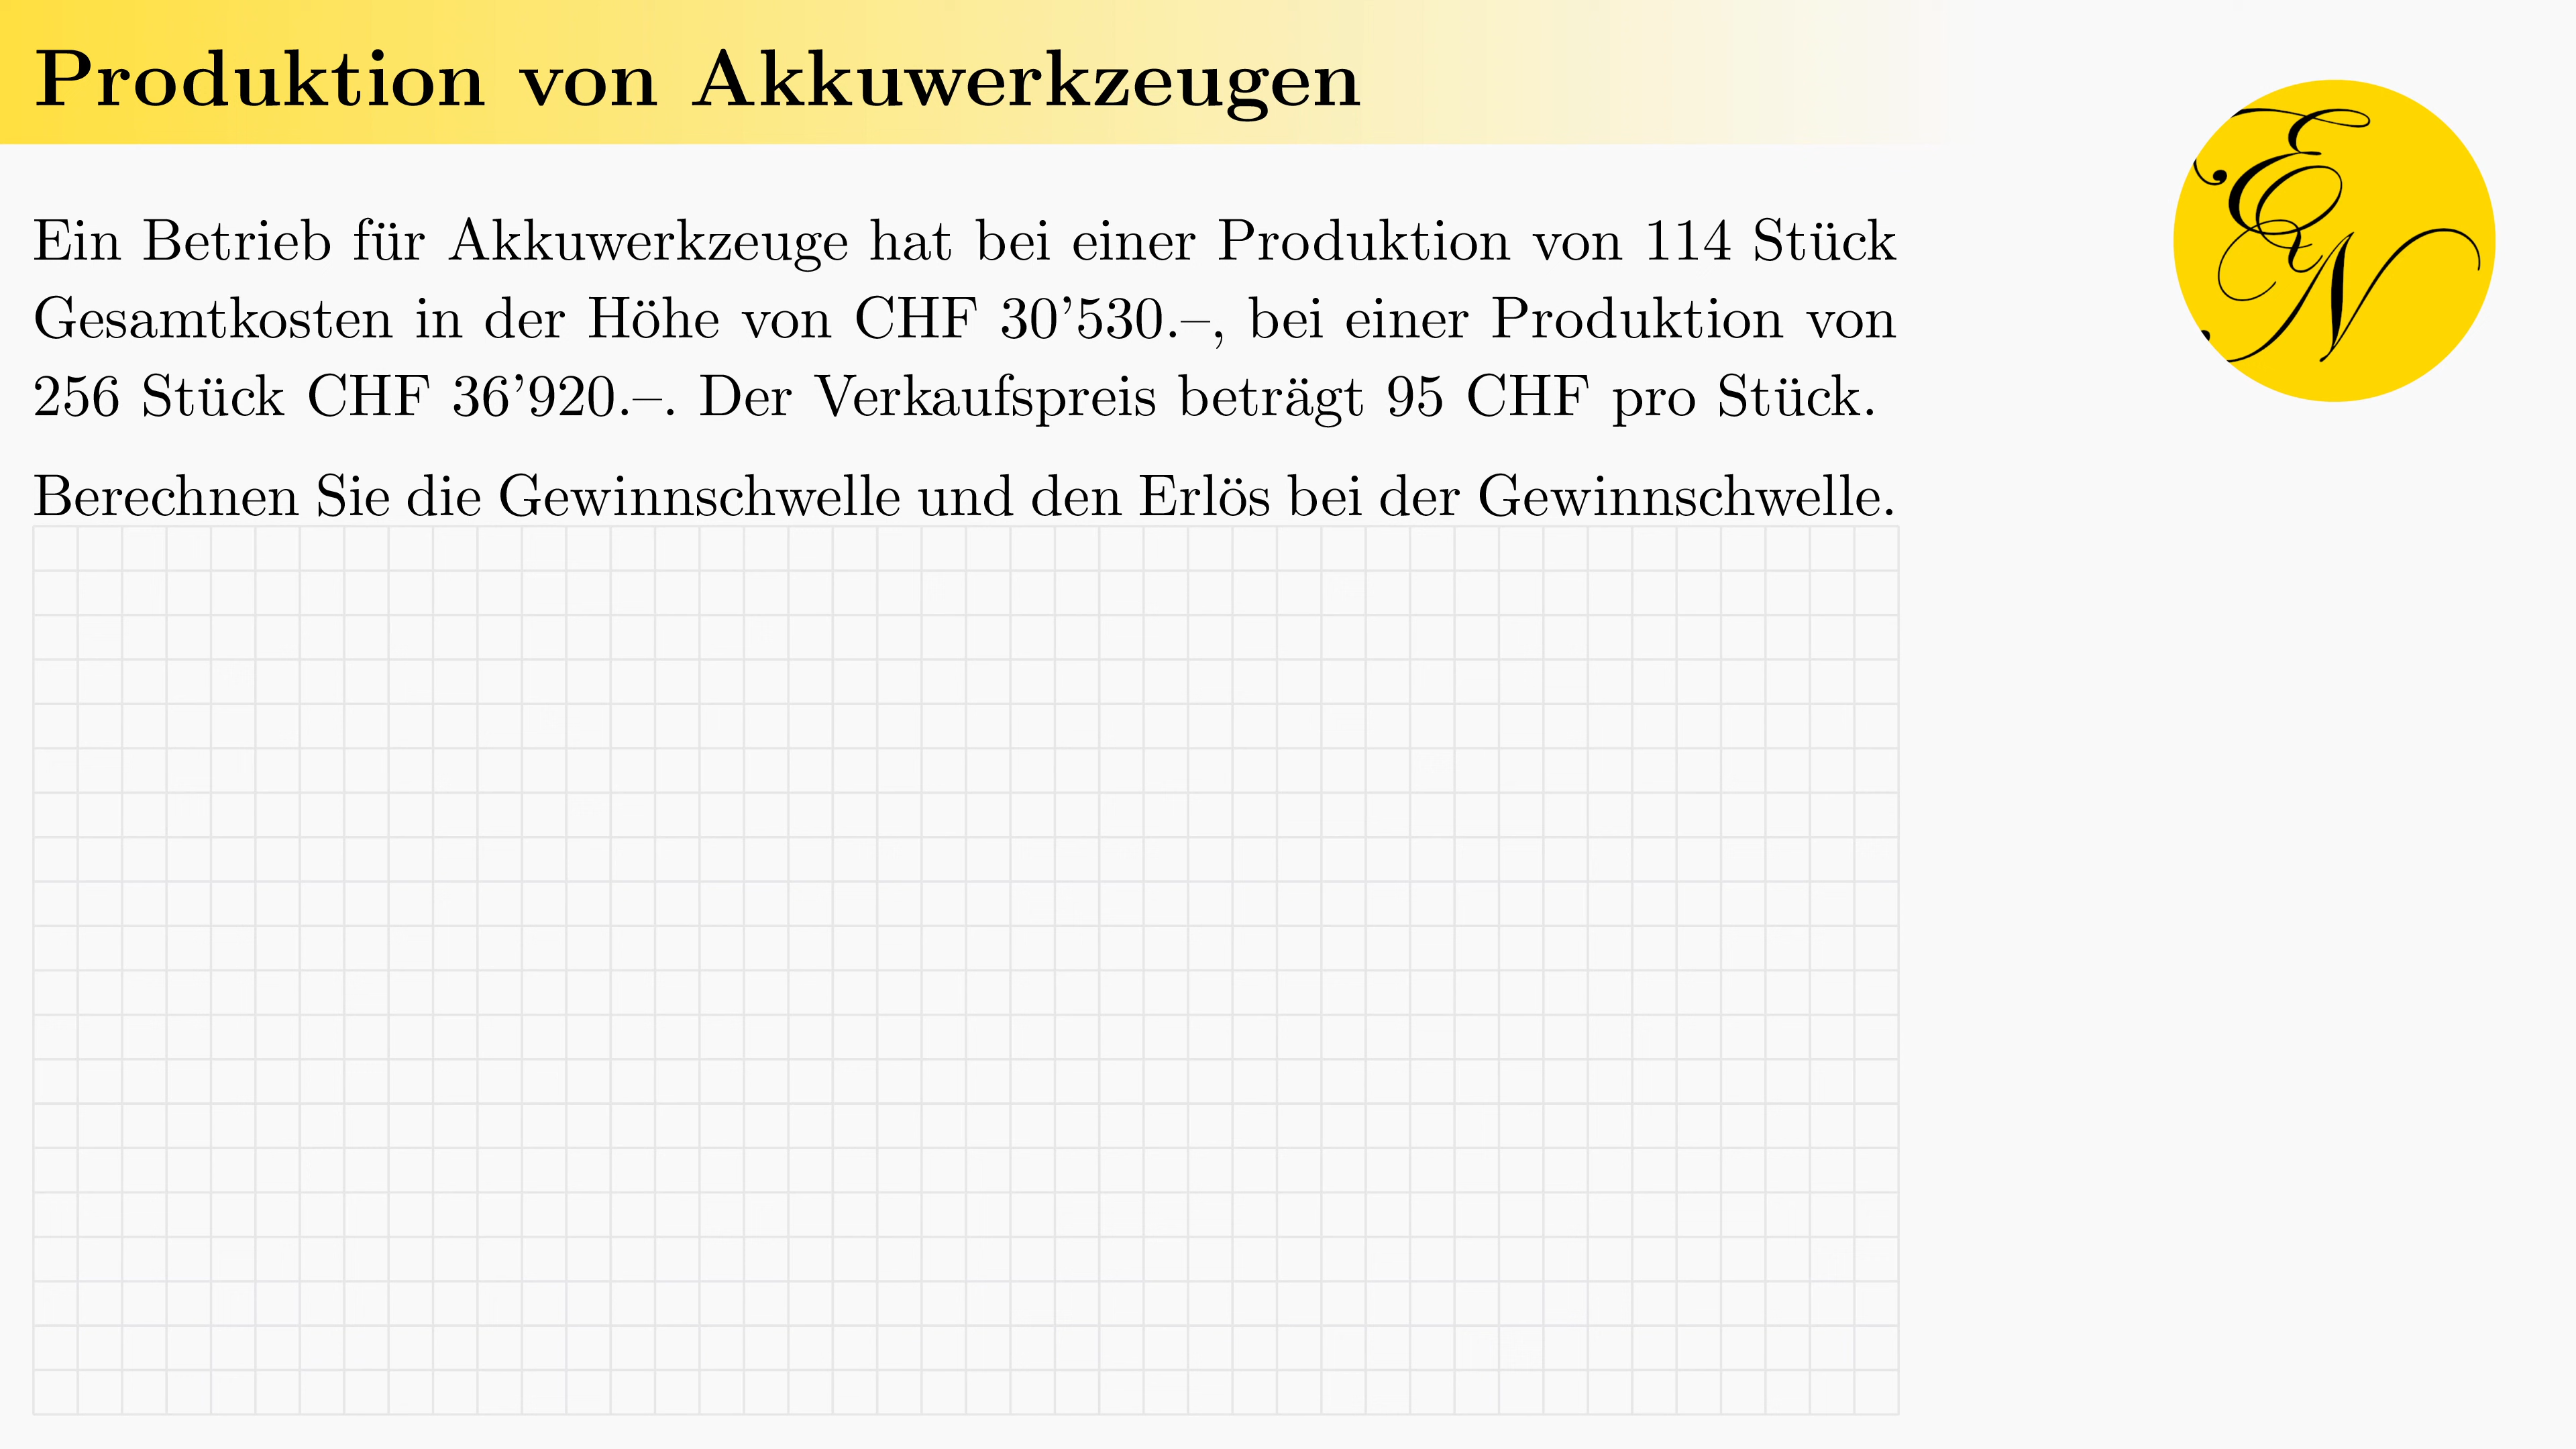 Produktion von Akkuwerkzeugen
Ein Betrieb für Akkuwerkzeuge hat bei einer Produktion von 114 Stück
Gesamtkosten in der Höhe von CHF 30’530.–, bei einer Produktion von
256 Stück CHF 36’920.–. Der Verkaufspreis beträgt 95 CHF pro Stück.
Berechnen Sie die Gewinnschwelle und den Erlös bei der Gewinnschwelle.